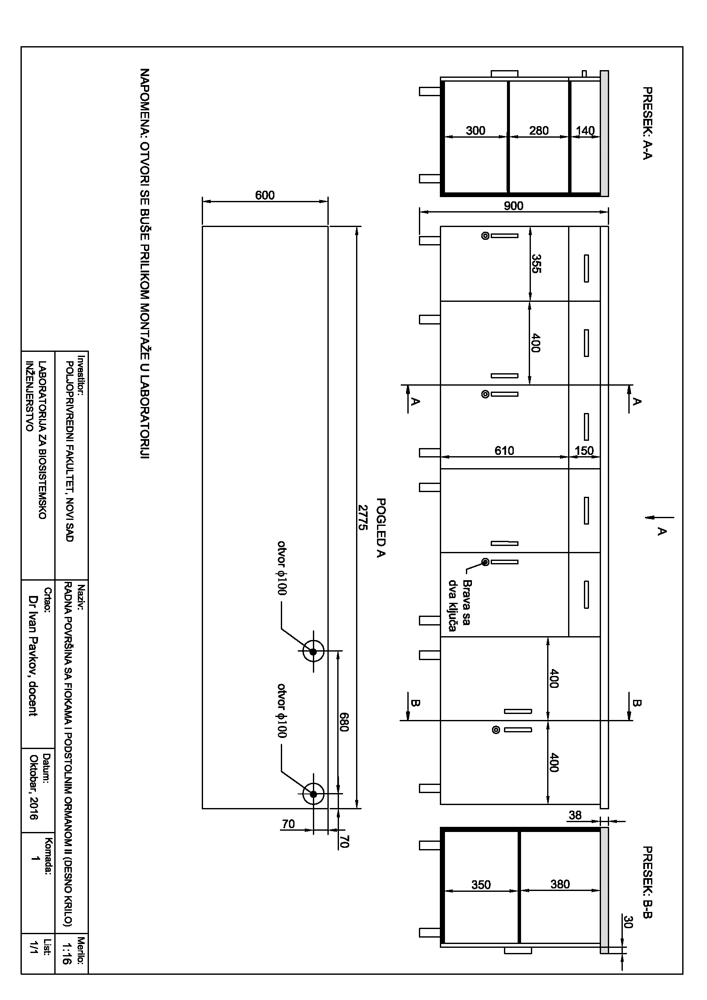 PRESEK: A-A
140
280
300
900
355
400
A
A
150
610
A
Brava sa
dva ključa
400
400
B
B
38
PRESEK: B-B
30
380
350
POGLED A
2775
600
680
70
70
otvor ϕ100
otvor ϕ100
NAPOMENA: OTVORI SE BUŠE PRILIKOM MONTAŽE U LABORATORIJI
Investitor:
POLJOPRIVREDNI FAKULTET, NOVI SAD
Naziv:
RADNA POVRŠINA SA FIOKAMA I PODSTOLNIM ORMANOM II (DESNO KRILO)
Merilo:
1:16
LABORATORIJA ZA BIOSISTEMSKO
INŽENJERSTVO
Crtao:
Dr Ivan Pavkov, docent
Datum:
Oktobar, 2016
Komada:
1
List:
1/1